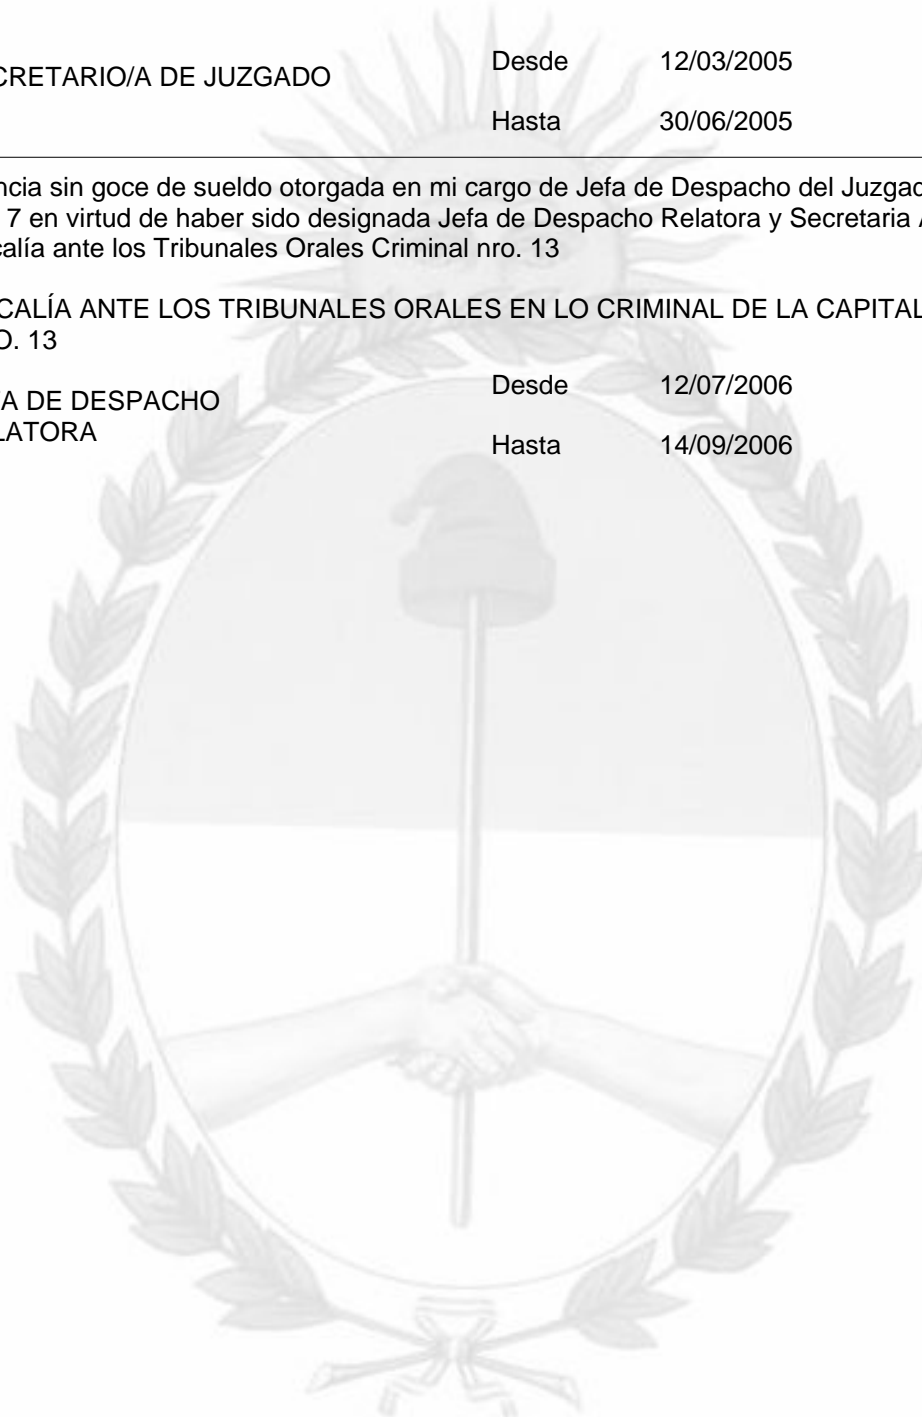 CRETARIO/A DE JUZGADO
Desde 12/03/2005
Hasta 30/06/2005
ncia sin goce de sueldo otorgada en mi cargo de Jefa de Despacho del Juzgad
7 en virtud de haber sido designada Jefa de Despacho Relatora y Secretaria A
calía ante los Tribunales Orales Criminal nro. 13
CALÍA ANTE LOS TRIBUNALES ORALES EN LO CRIMINAL DE LA CAPITAL
O. 13
A DE DESPACHO
LATORA
Desde 12/07/2006
Hasta 14/09/2006